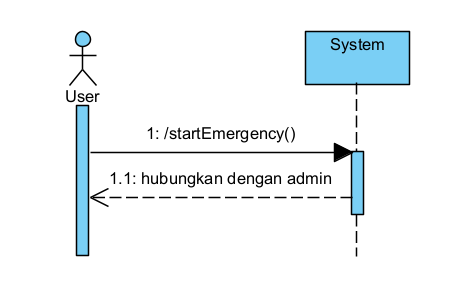 System
User
1: /startEmergency()
1.1: hubungkan dengan admin